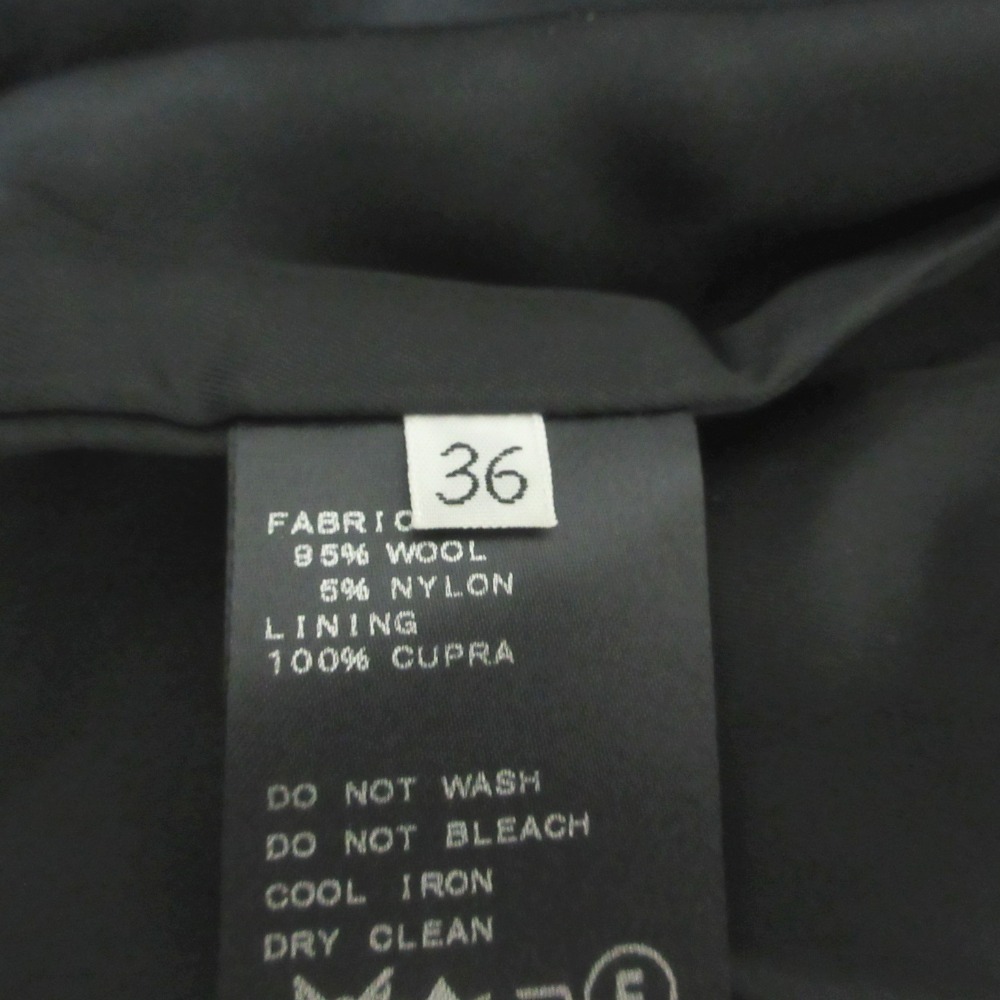 36
FABRIC
95% WOOL
5% NYLON
LINING
100% CUPRA
DO NOT WASH
DO NOT BLEACH
COOL IRON
DRY CLEAN
F